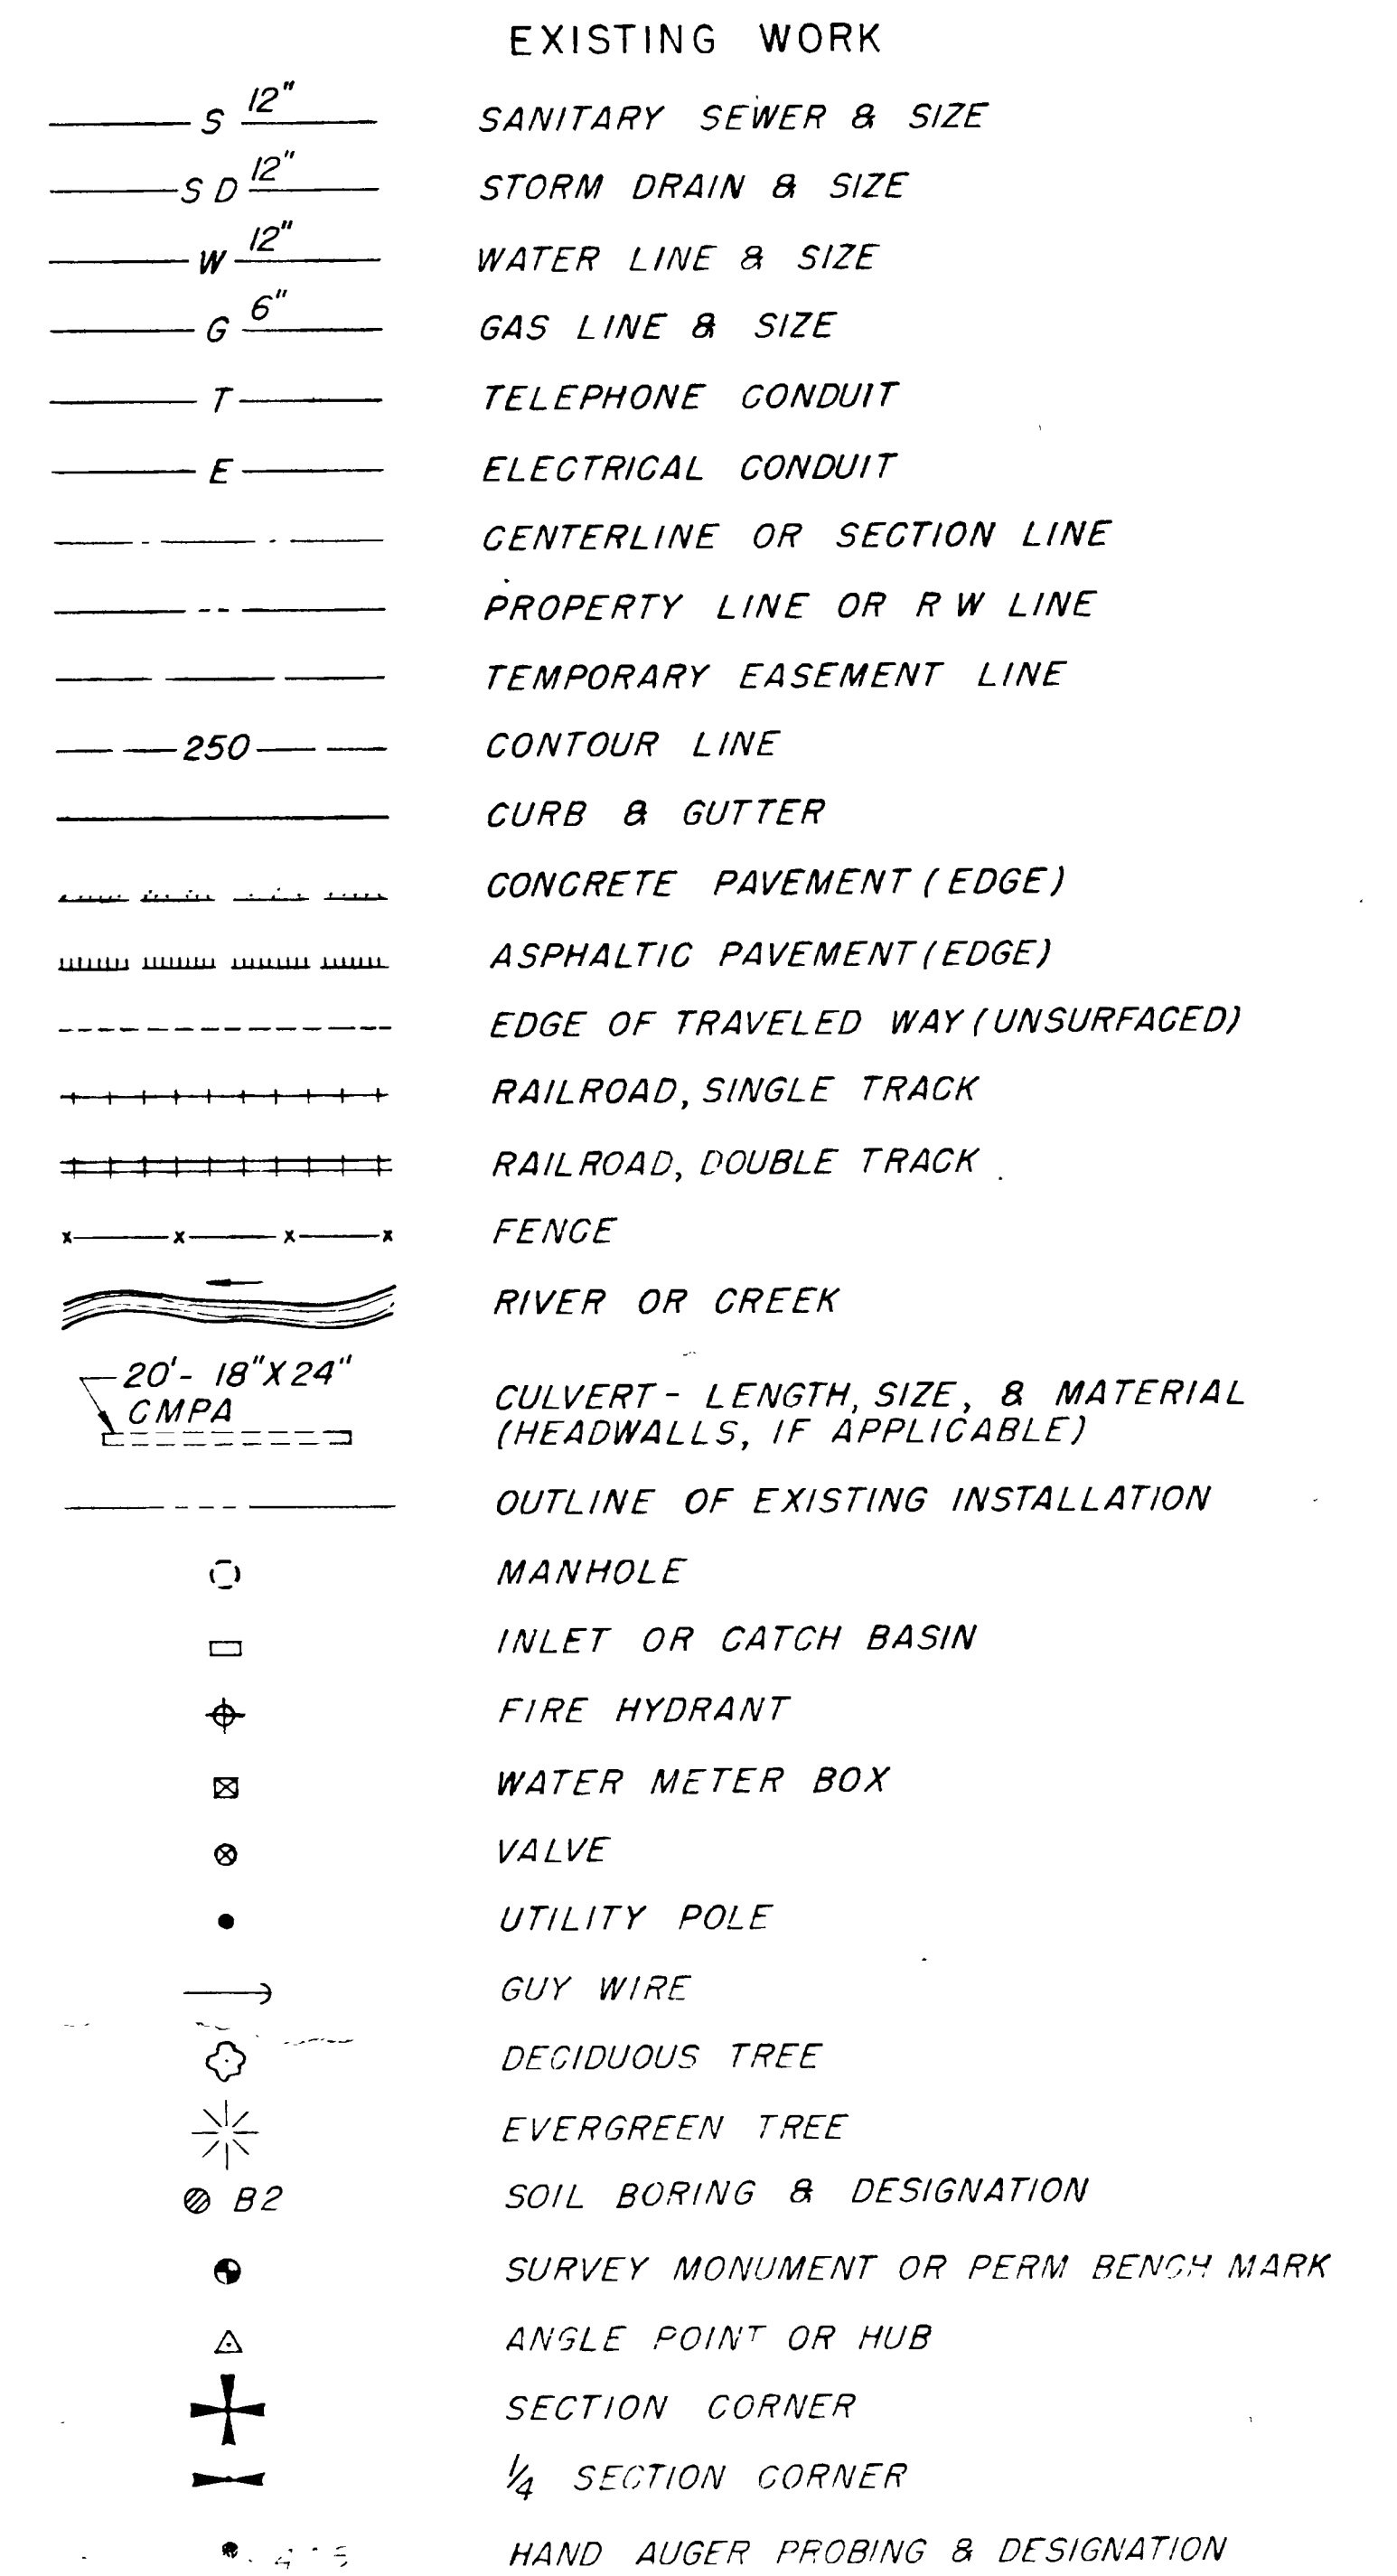 EXISTING WORK
S 12" SANITARY SEWER & SIZE
SD 12" STORM DRAIN & SIZE
W 12" WATER LINE & SIZE
G 6" GAS LINE & SIZE
T TELEPHONE CONDUIT
E ELECTRICAL CONDUIT
CENTERLINE OR SECTION LINE
PROPERTY LINE OR R W LINE
TEMPORARY EASEMENT LINE
250 CONTOUR LINE
CURB & GUTTER
CONCRETE PAVEMENT (EDGE)
ASPHALTIC PAVEMENT (EDGE)
EDGE OF TRAVELED WAY (UNSURFACED)
RAILROAD, SINGLE TRACK
RAILROAD, DOUBLE TRACK
FENCE
RIVER OR CREEK
20'- 18"X24"
CMPA
CULVERT - LENGTH, SIZE, & MATERIAL
(HEADWALLS, IF APPLICABLE)
OUTLINE OF EXISTING INSTALLATION
MANHOLE
INLET OR CATCH BASIN
FIRE HYDRANT
WATER METER BOX
VALVE
UTILITY POLE
GUY WIRE
DECIDUOUS TREE
EVERGREEN TREE
B2 SOIL BORING & DESIGNATION
SURVEY MONUMENT OR PERM BENCH MARK
ANGLE POINT OR HUB
SECTION CORNER
1/4 SECTION CORNER
HAND AUGER PROBING & DESIGNATION